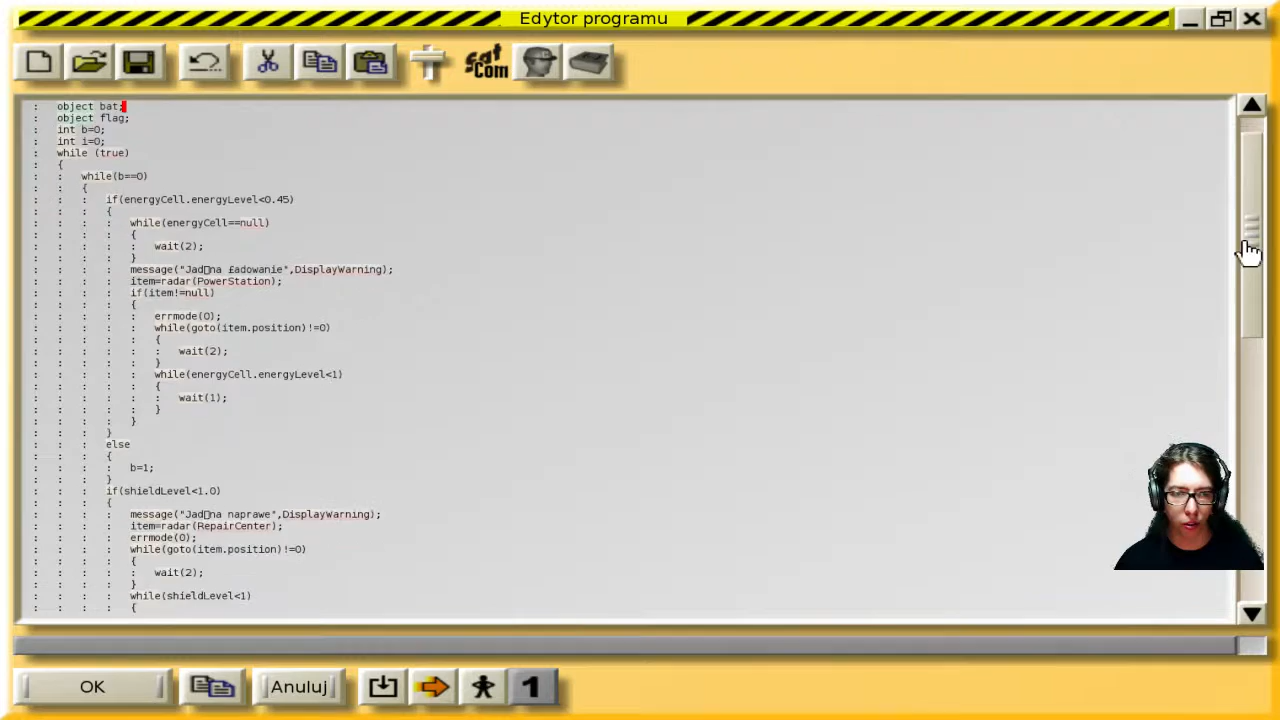 Edytor programu
Sat Com
: object bat;
: object flag;
: int b=0;
: int i=0;
: while (true)
: : {
: : : while(b==0)
: : : {
: : : : if(energyCell.energyLevel<0.45)
: : : : {
: : : : : while(energyCell==null)
: : : : : {
: : : : : : wait(2);
: : : : : }
: : : : : message("Jad▯na £adowanie",DisplayWarning);
: : : : : item=radar(PowerStation);
: : : : : if(item!=null)
: : : : : {
: : : : : : errmode(0);
: : : : : : while(goto(item.position)!=0)
: : : : : : {
: : : : : : : wait(2);
: : : : : : }
: : : : : : while(energyCell.energyLevel<1)
: : : : : : {
: : : : : : : wait(1);
: : : : : : }
: : : : : }
: : : : }
: : : : else
: : : : {
: : : : : b=1;
: : : : }
: : : : if(shieldLevel<1.0)
: : : : {
: : : : : message("Jad▯na naprawe",DisplayWarning);
: : : : : item=radar(RepairCenter);
: : : : : errmode(0);
: : : : : while(goto(item.position)!=0)
: : : : : {
: : : : : : wait(2);
: : : : : }
: : : : : while(shieldLevel<1)
: : : : : {
OK
Anuluj
1